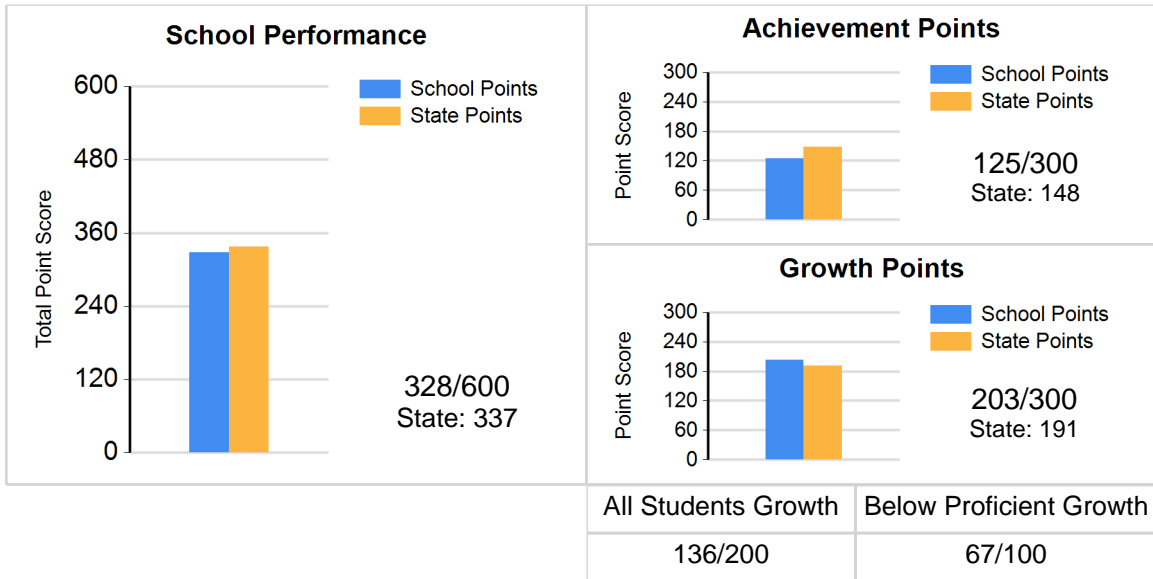 School Performance
Total Point Score
600
480
360
240
120
0
School Points
State Points
328/600
State: 337
Achievement Points
Point Score
300
240
180
120
60
0
School Points
State Points
125/300
State: 148
Growth Points
Point Score
300
240
180
120
60
0
School Points
State Points
203/300
State: 191
All Students Growth
Below Proficient Growth
136/200
67/100